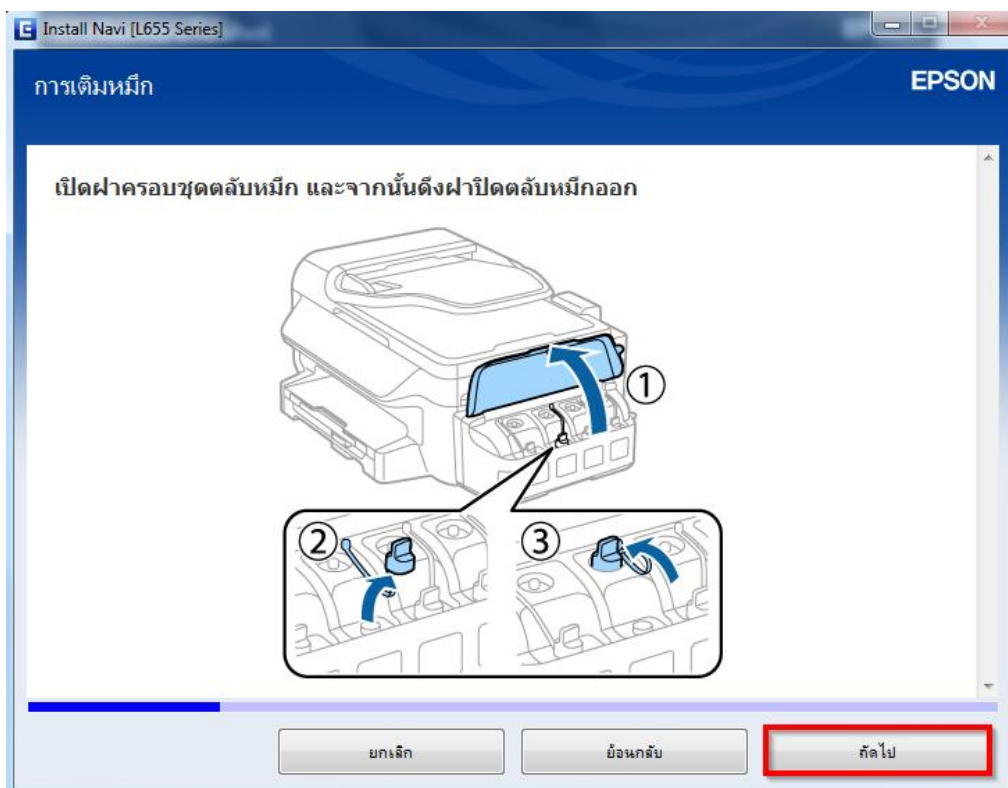 Install Navi [L655 Series]
การเติมหมึก
EPSON
เปิดฝาครอบชุดตลับหมึก และจากนั้นดึงฝาปิดตลับหมึกออก
①
②
③
ยกเลิก
ย้อนกลับ
ถัดไป